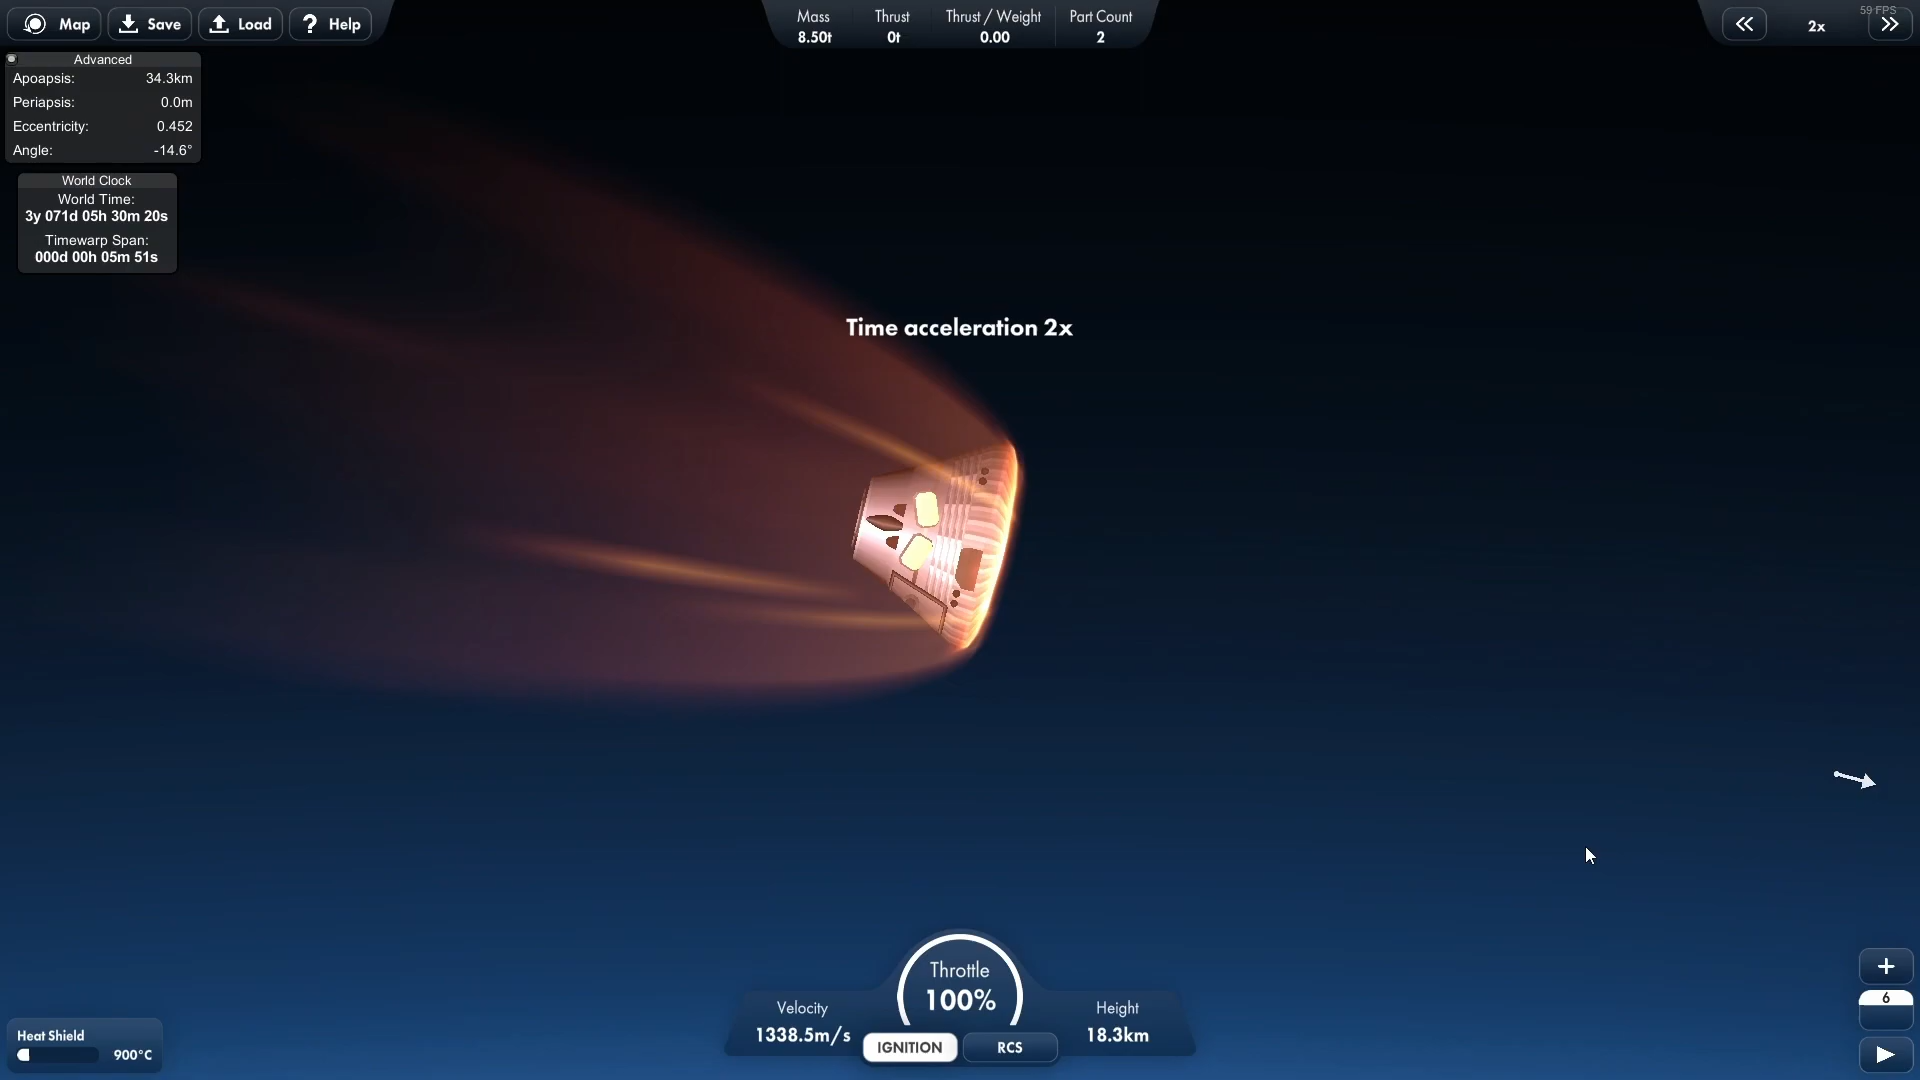 Map
Save
Load
Help
Mass
8.50t
Thrust
0t
Thrust / Weight
0.00
Part Count
2
59 FPS
2x
Advanced
Apoapsis: 34.3km
Periapsis: 0.0m
Eccentricity: 0.452
Angle: -14.6°
World Clock
World Time:
3y 071d 05h 30m 20s
Timewarp Span:
000d 00h 05m 51s
Time acceleration 2x
Throttle
100%
Velocity
1338.5m/s
IGNITION
RCS
Height
18.3km
Heat Shield
900°C
6